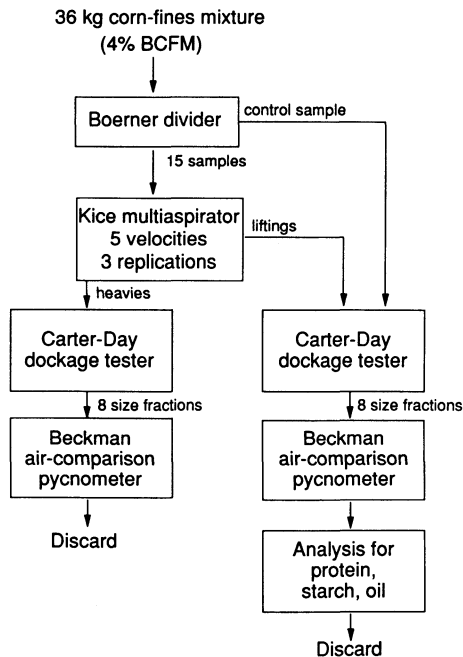 36 kg corn-fines mixture
(4% BCFM)
Boerner divider
control sample
15 samples
Kice multiaspirator
5 velocities
3 replications
liftings
heavies
Carter-Day
dockage tester
Carter-Day
dockage tester
8 size fractions
8 size fractions
Beckman
air-comparison
pycnometer
Beckman
air-comparison
pycnometer
Discard
Analysis for
protein,
starch, oil
Discard